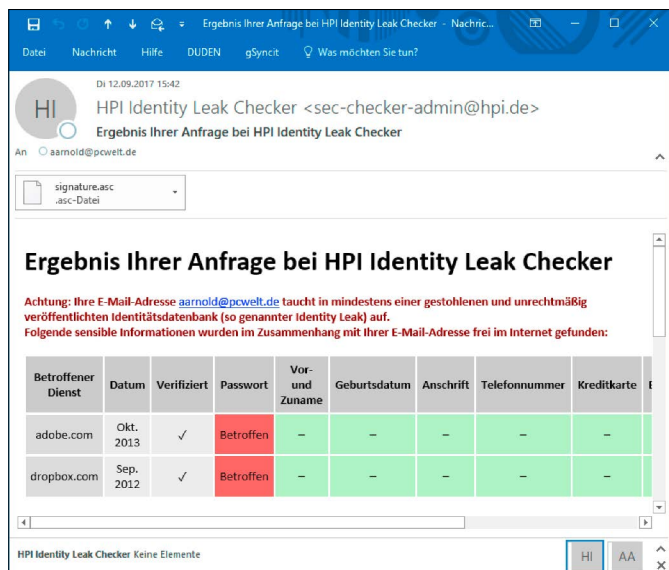 Ergebnis Ihrer Anfrage bei HPI Identity Leak Checker - Nachric...
Datei Nachricht Hilfe DUDEN gSyncit Was möchten Sie tun?
Di 12.09.2017 15:42
HI
HPI Identity Leak Checker <sec-checker-admin@hpi.de>
Ergebnis Ihrer Anfrage bei HPI Identity Leak Checker
An aarnold@pcwelt.de
signature.asc
.asc-Datei
Ergebnis Ihrer Anfrage bei HPI Identity Leak Checker
Achtung: Ihre E-Mail-Adresse aarnold@pcwelt.de taucht in mindestens einer gestohlenen und unrechtmäßig
veröffentlichten Identitätsdatenbank (so genannter Identity Leak) auf.
Folgende sensible Informationen wurden im Zusammenhang mit Ihrer E-Mail-Adresse frei im Internet gefunden:
Betroffener Dienst Datum Verifiziert Passwort Vor- und Zuname Geburtsdatum Anschrift Telefonnummer Kreditkarte
adobe.com Okt. 2013 ✓ Betroffen – – – – –
dropbox.com Sep. 2012 ✓ Betroffen – – – – –
HPI Identity Leak Checker Keine Elemente
HI AA